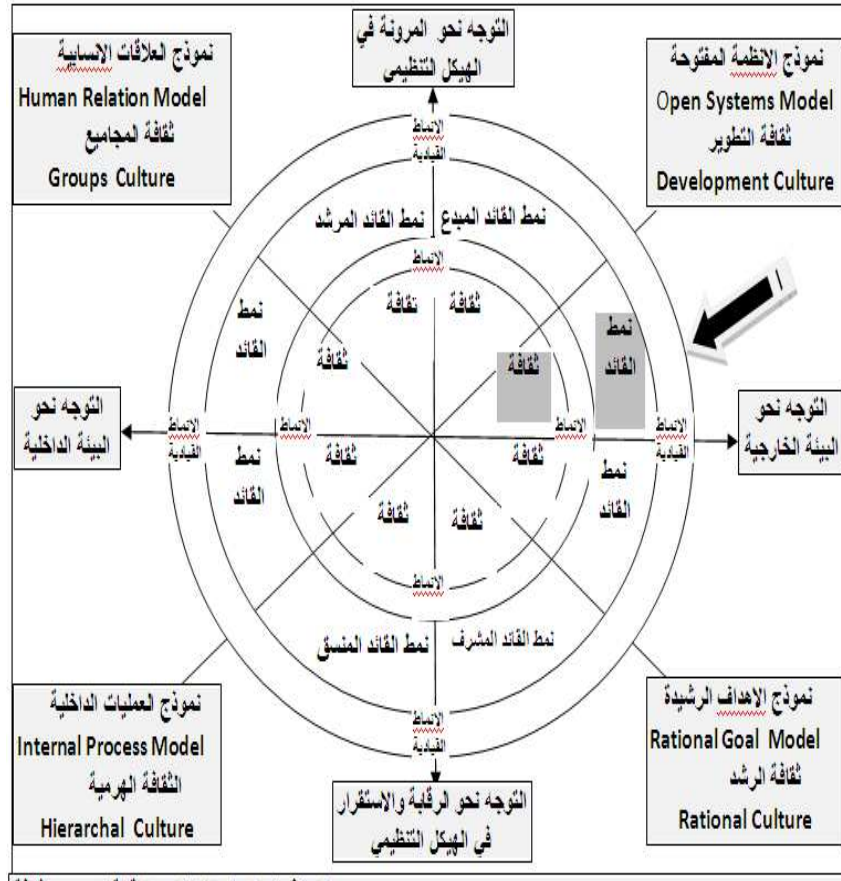 التوجه نحو المرونة في
الهيكل التنظيمي
نموذج الانظمة المفتوحة
Open Systems Model
ثقافة التطوير
Development Culture
نموذج العلاقات الانسانية
Human Relation Model
ثقافة المجاميع
Groups Culture
الانماط
القيادية
نمط القائد المبدع
نمط القائد المرشد
الانماط
ثقافة
ثقافة
نمط
القائد
نمط
القائد
ثقافة
ثقافة
التوجه نحو
البيئة الخارجية
الانماط
القيادية
الانماط
الانماط
الانماط
القيادية
التوجه نحو
البيئة الداخلية
نمط
القائد
ثقافة
ثقافة
نمط
القائد
ثقافة
ثقافة
الانماط
نمط القائد المشرف
نمط القائد المنسق
الانماط
القيادية
نموذج الاهداف الرشيدة
Rational Goal Model
ثقافة الرشد
Rational Culture
نموذج العمليات الداخلية
Internal Process Model
الثقافة الهرمية
Hierarchal Culture
التوجه نحو الرقابة والاستقرار
في الهيكل التنظيمي